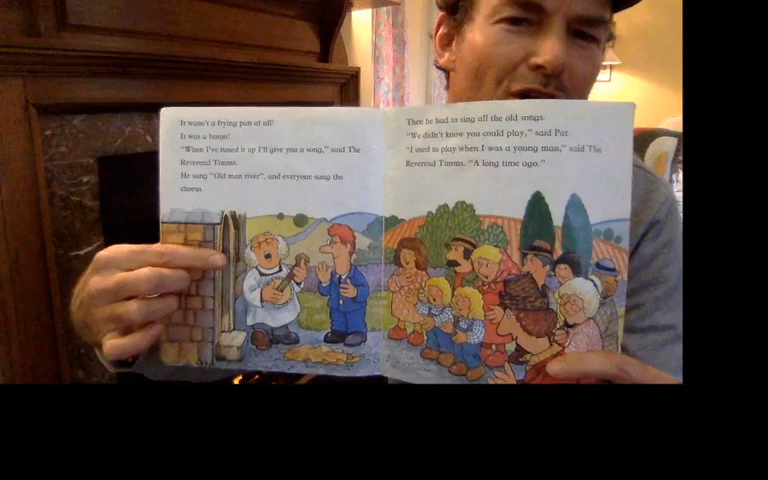 It wasn't a frying pan at all!
It was a banjo!
"When I've tuned it up I'll give you a song," said The
Reverend Timms.
He sang "Old man river", and everyone sang the
chorus.
Then he had to sing all the old songs.
"We didn't know you could play," said Pat.
"I used to play when I was a young man," said The
Reverend Timms. "A long time ago."